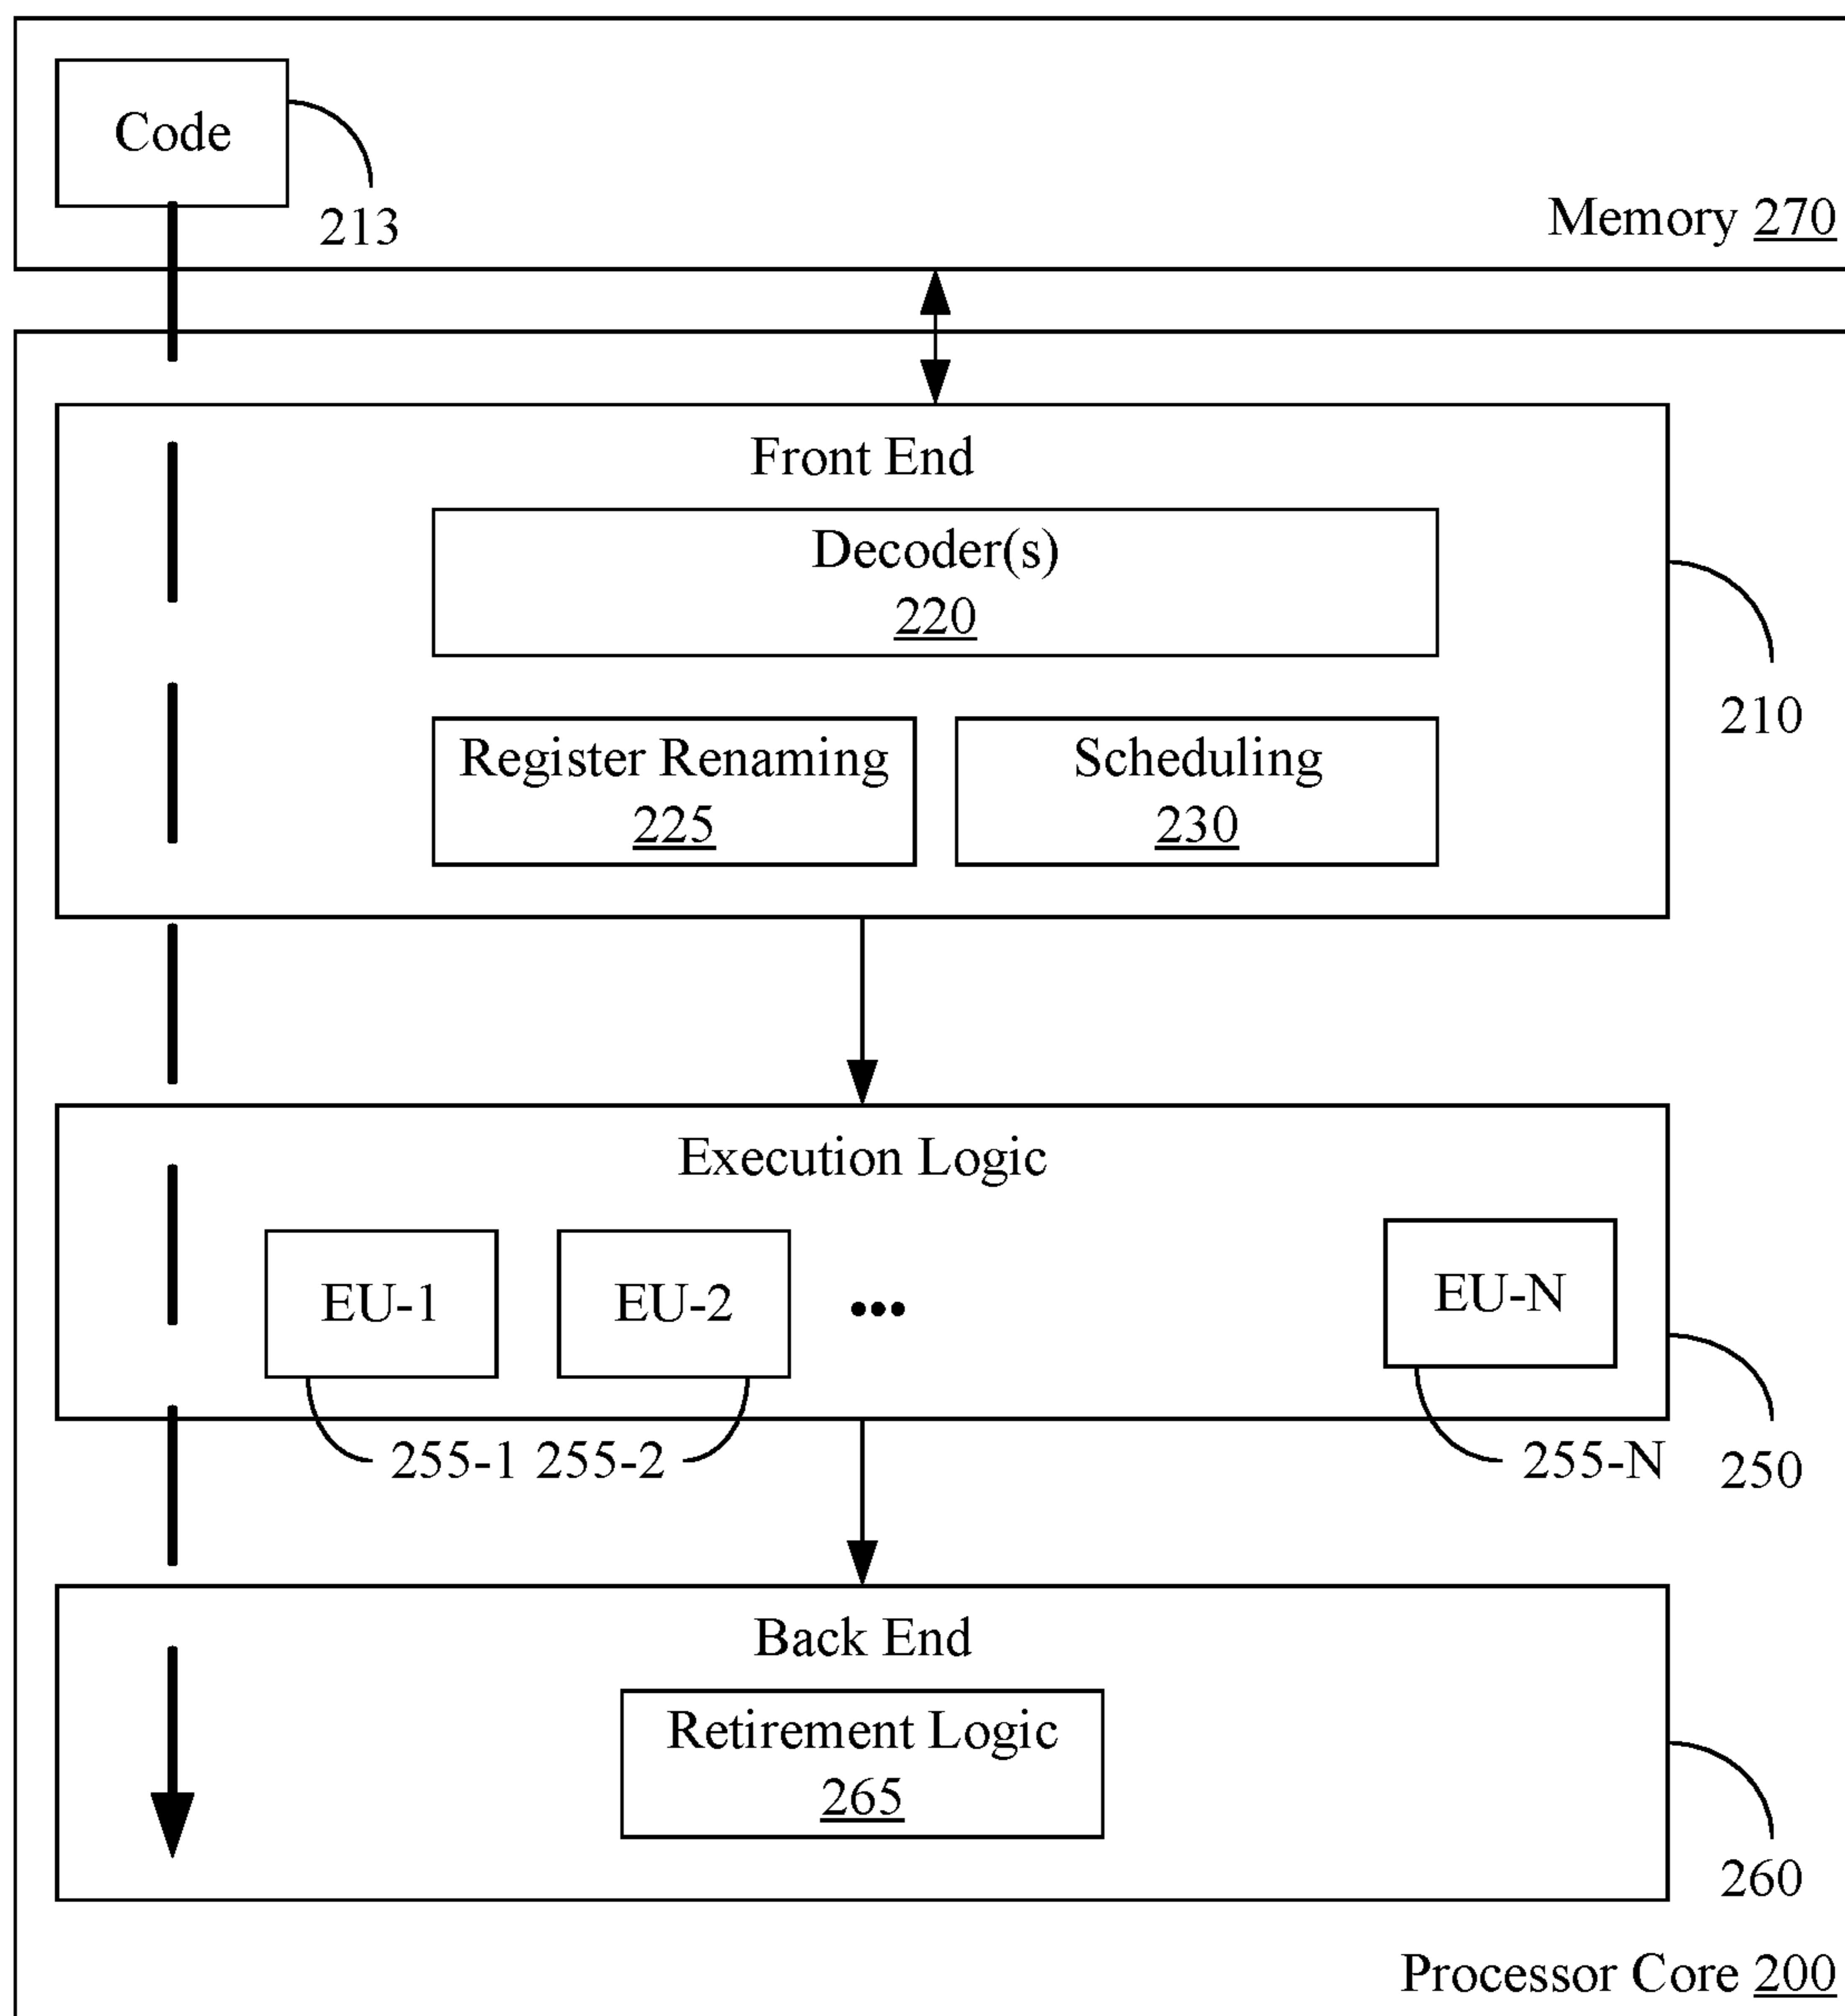 Code
213
Memory 270
Front End
Decoder(s)
220
210
Register Renaming
225
Scheduling
230
Execution Logic
EU-1
EU-2
•••
EU-N
255-1
255-2
255-N
250
Back End
Retirement Logic
265
260
Processor Core 200